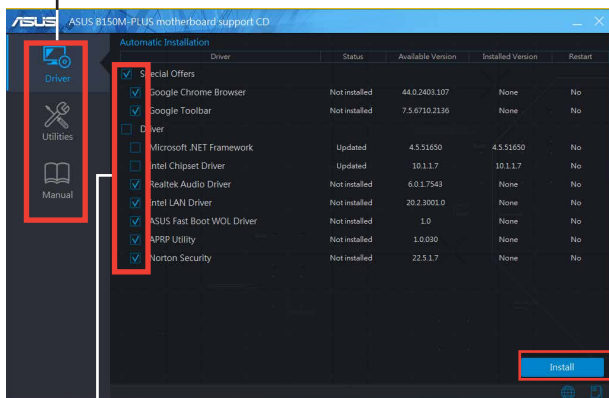 ASUS ASUS B150M-PLUS motherboard support CD
Automatic Installation
Driver Status Available Version Installed Version Restart
Driver
Utilities
Manual
Special Offers
Google Chrome Browser Not installed 44.0.2403.107 None No
Google Toolbar Not installed 7.5.6710.2136 None No
Driver
Microsoft .NET Framework Updated 4.5.51650 4.5.51650 No
Intel Chipset Driver Updated 10.1.1.7 10.1.1.7 No
Realtek Audio Driver Not installed 6.0.1.7543 None No
Intel LAN Driver Not installed 20.2.3001.0 None No
ASUS Fast Boot WOL Driver Not installed 1.0 None No
APRP Utility Not installed 1.0.030 None No
Norton Security Not installed 22.5.1.7 None No
Install